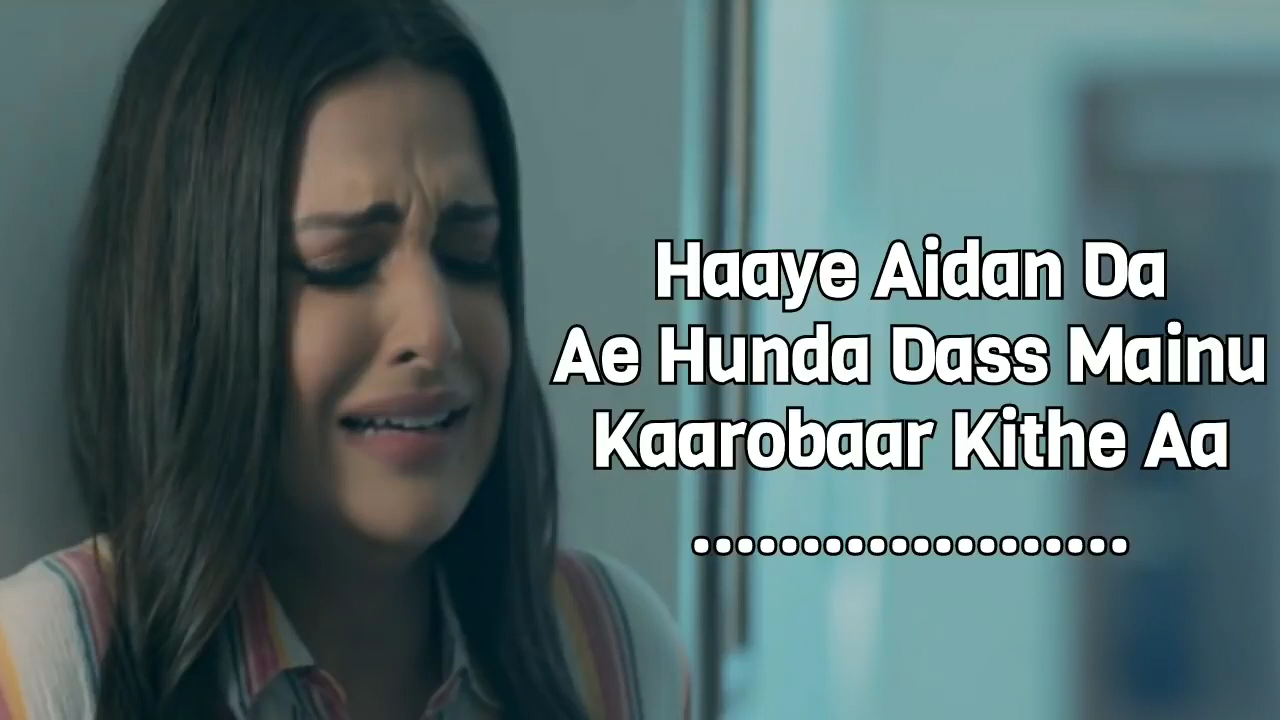 Haaye Aidan Da
Ae Hunda Dass Mainu
Kaarobaar Kithe Aa
....................